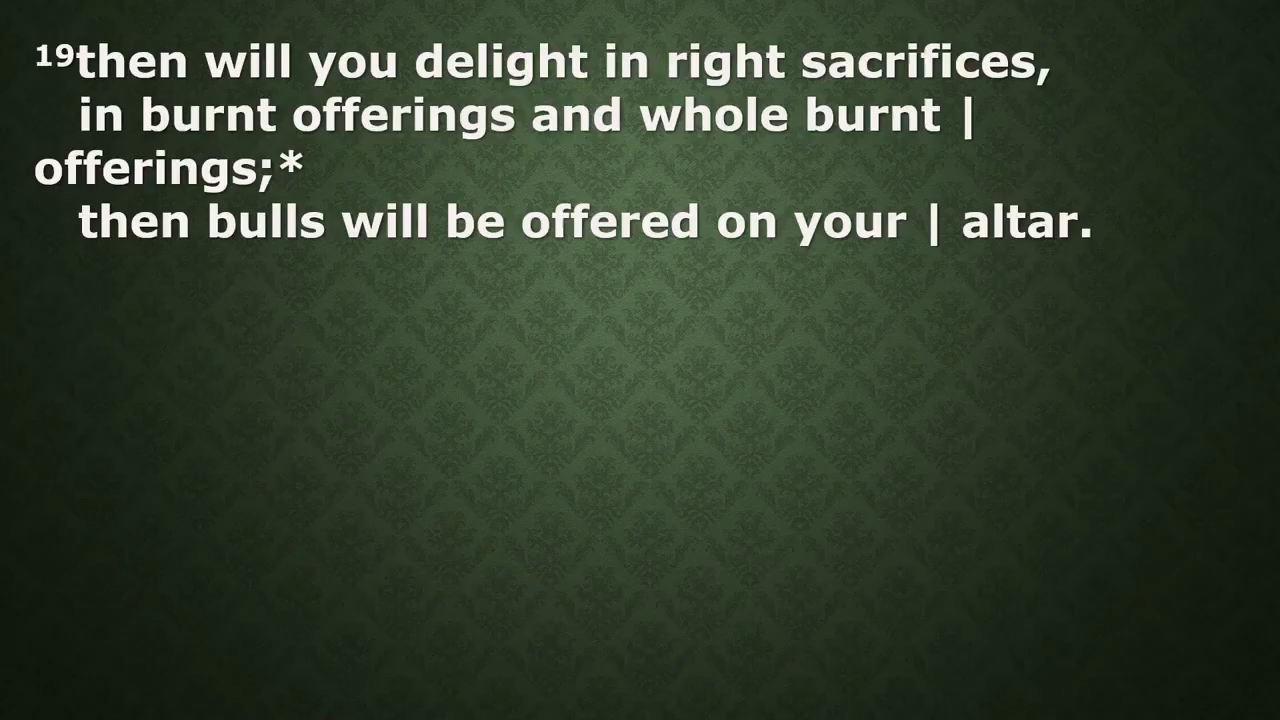 19then will you delight in right sacrifices,
in burnt offerings and whole burnt |
offerings;*
then bulls will be offered on your | altar.